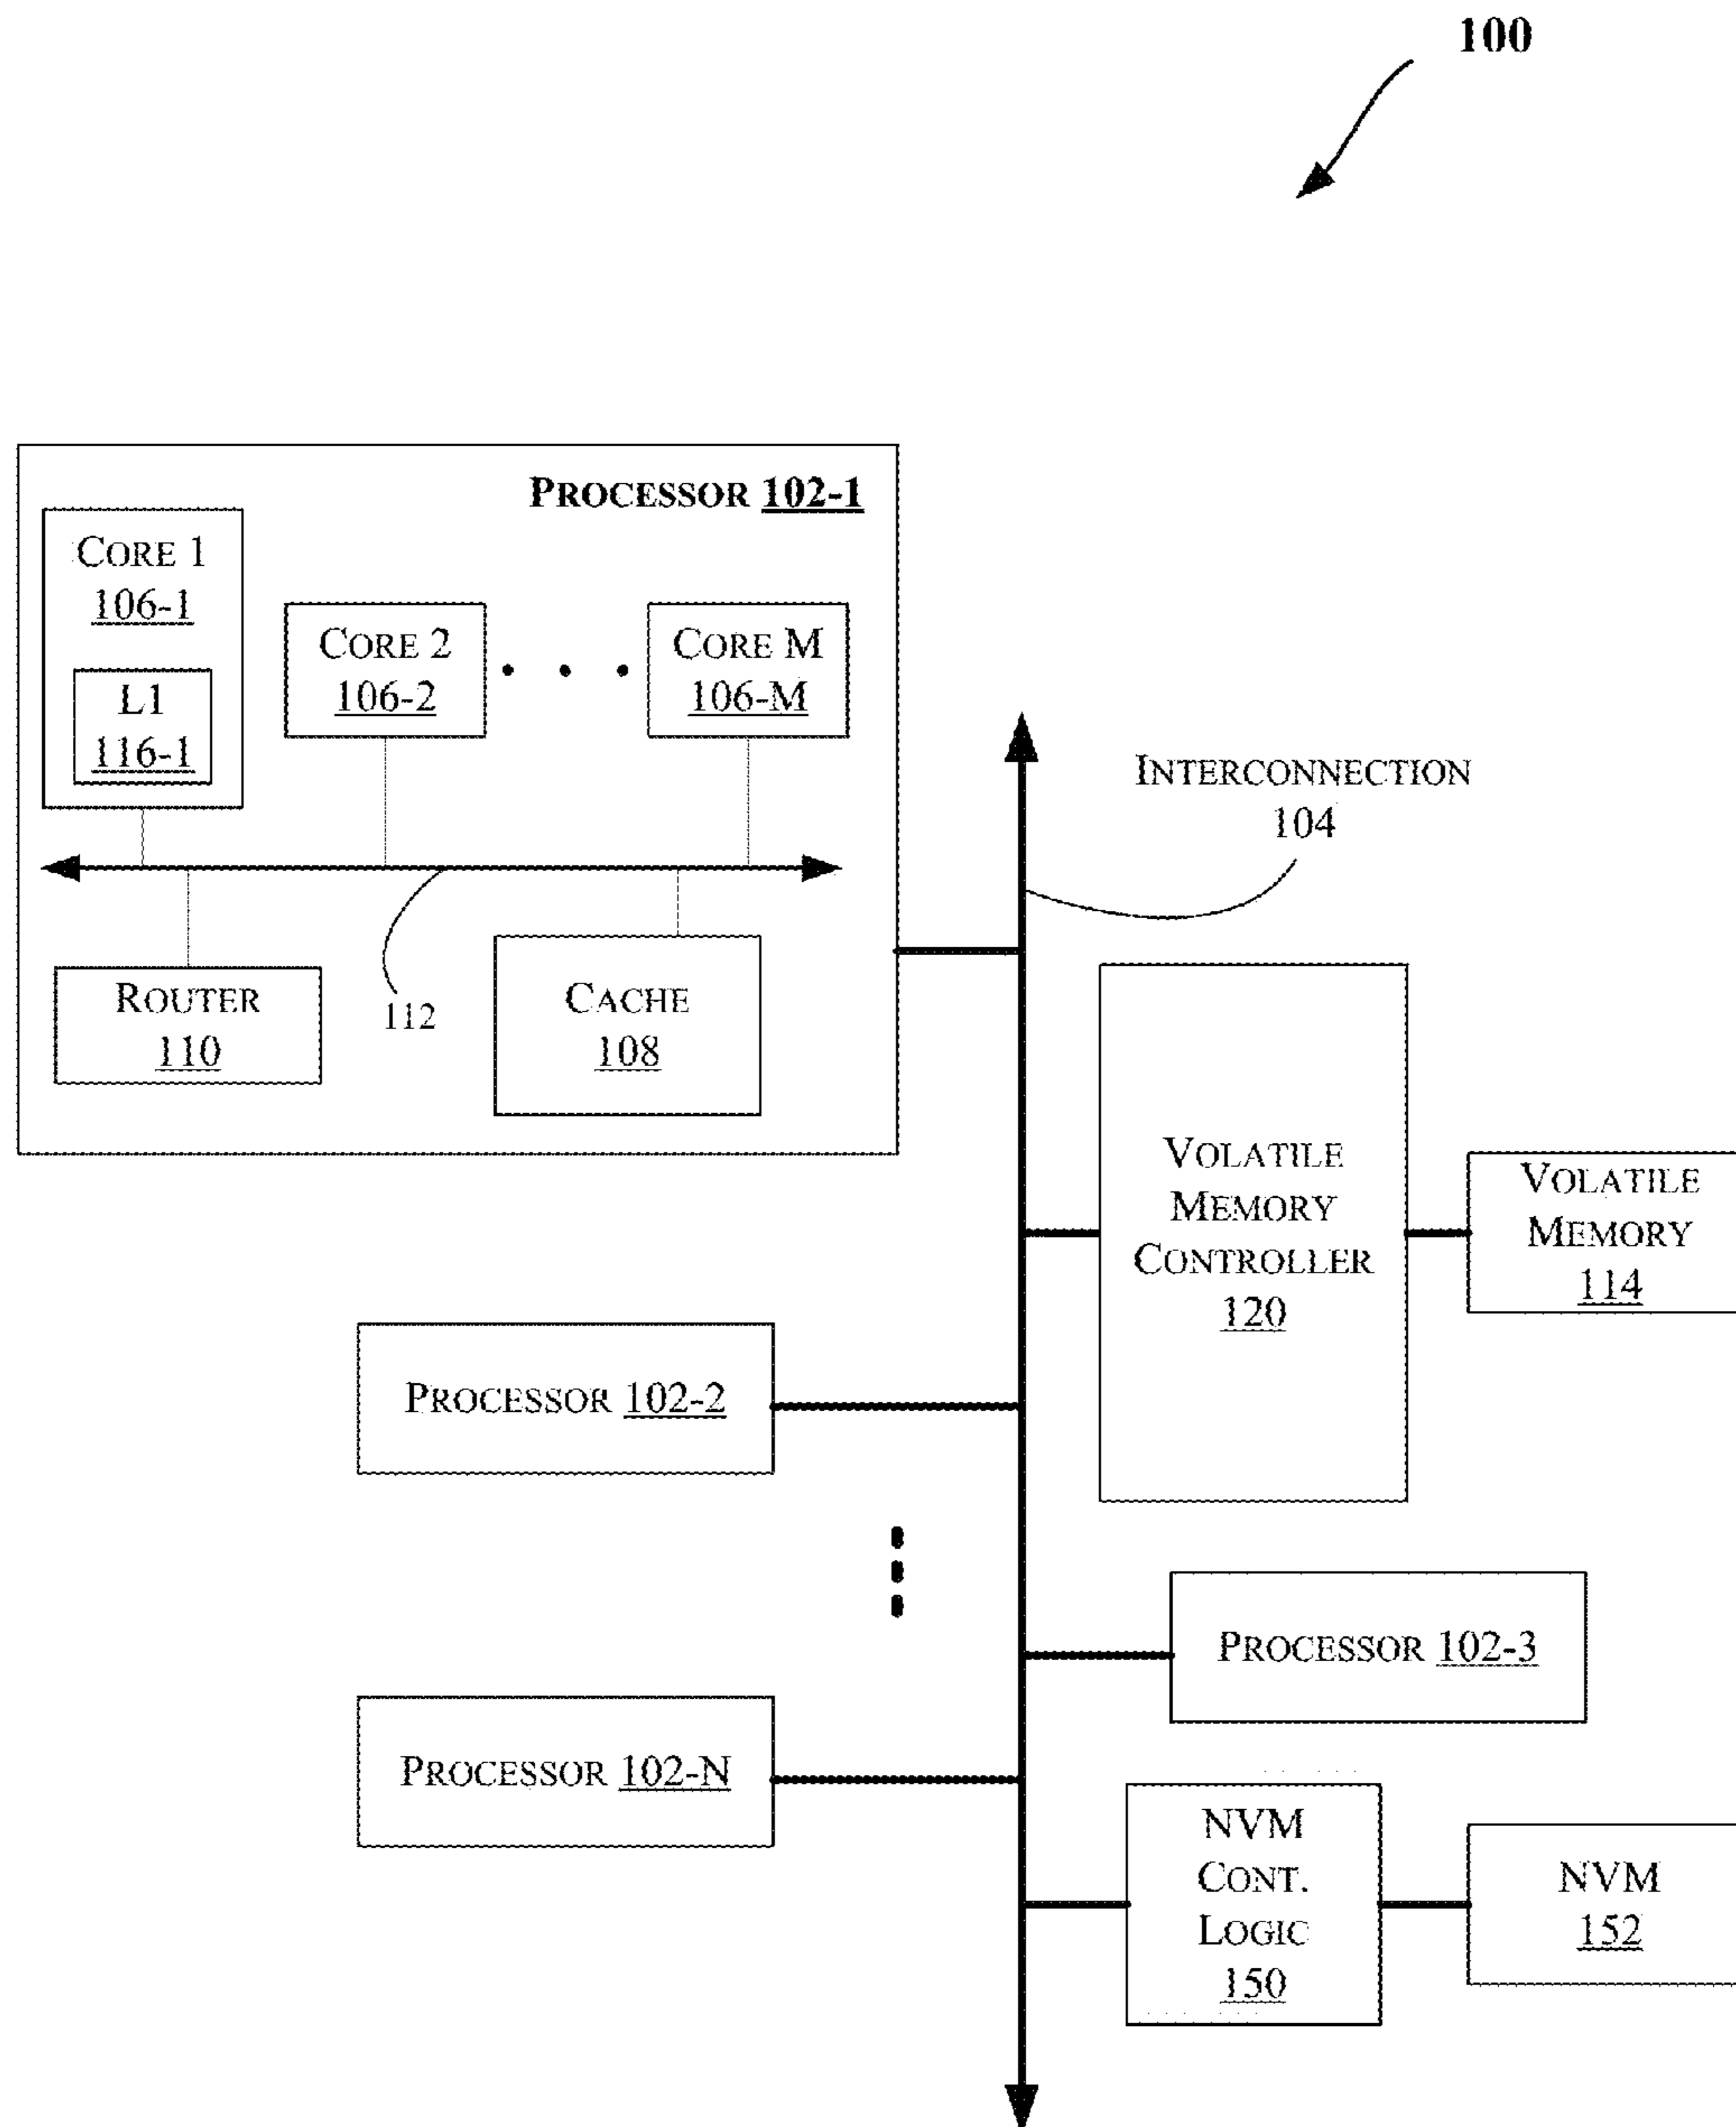 100
PROCESSOR 102-1
CORE 1
106-1
L1
116-1
CORE 2
106-2
CORE M
106-M
ROUTER
110
112
CACHE
108
INTERCONNECTION
104
VOLATILE
MEMORY
CONTROLLER
120
VOLATILE
MEMORY
114
PROCESSOR 102-2
PROCESSOR 102-3
PROCESSOR 102-N
NVM
CONT.
LOGIC
150
NVM
152